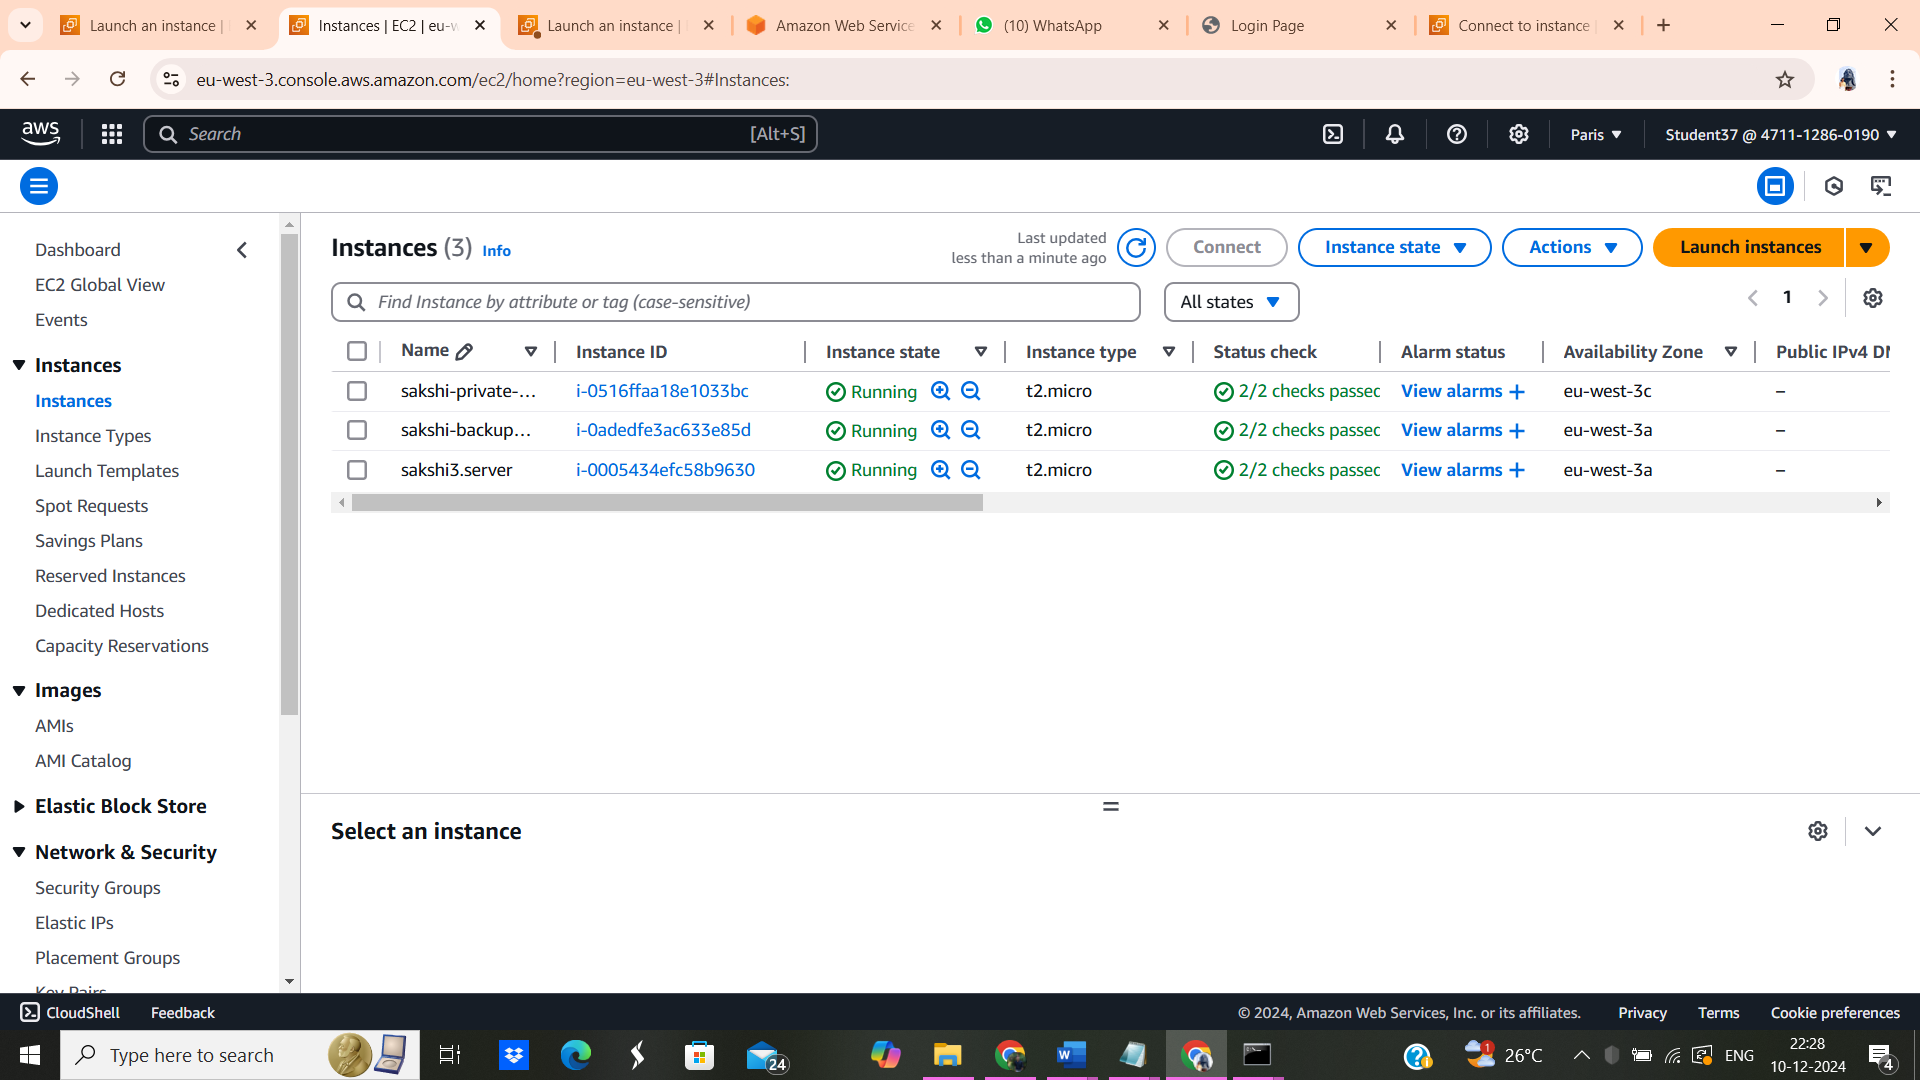 Launch an instance |
Instances | EC2 | eu-w
Launch an instance |
Amazon Web Service
(10) WhatsApp
Login Page
Connect to instance
eu-west-3.console.aws.amazon.com/ec2/home?region=eu-west-3#Instances:
aws
Search
[Alt+S]
Paris
Student37 @ 4711-1286-0190
Dashboard
EC2 Global View
Events
Instances
Instances
Instance Types
Launch Templates
Spot Requests
Savings Plans
Reserved Instances
Dedicated Hosts
Capacity Reservations
Images
AMIs
AMI Catalog
Elastic Block Store
Network & Security
Security Groups
Elastic IPs
Placement Groups
Key Pairs
Instances (3) Info
Last updated
less than a minute ago
Connect
Instance state
Actions
Launch instances
Find Instance by attribute or tag (case-sensitive)
All states
1
Name Instance ID Instance state Instance type Status check Alarm status Availability Zone Public IPv4 DN
sakshi-private-... i-0516ffaa18e1033bc Running t2.micro 2/2 checks passed View alarms + eu-west-3c –
sakshi-backup... i-0adedfe3ac633e85d Running t2.micro 2/2 checks passed View alarms + eu-west-3a –
sakshi3.server i-0005434efc58b9630 Running t2.micro 2/2 checks passed View alarms + eu-west-3a –
Select an instance
CloudShell
Feedback
© 2024, Amazon Web Services, Inc. or its affiliates.
Privacy
Terms
Cookie preferences
Type here to search
24
1
26°C
ENG
22:28
10-12-2024
4